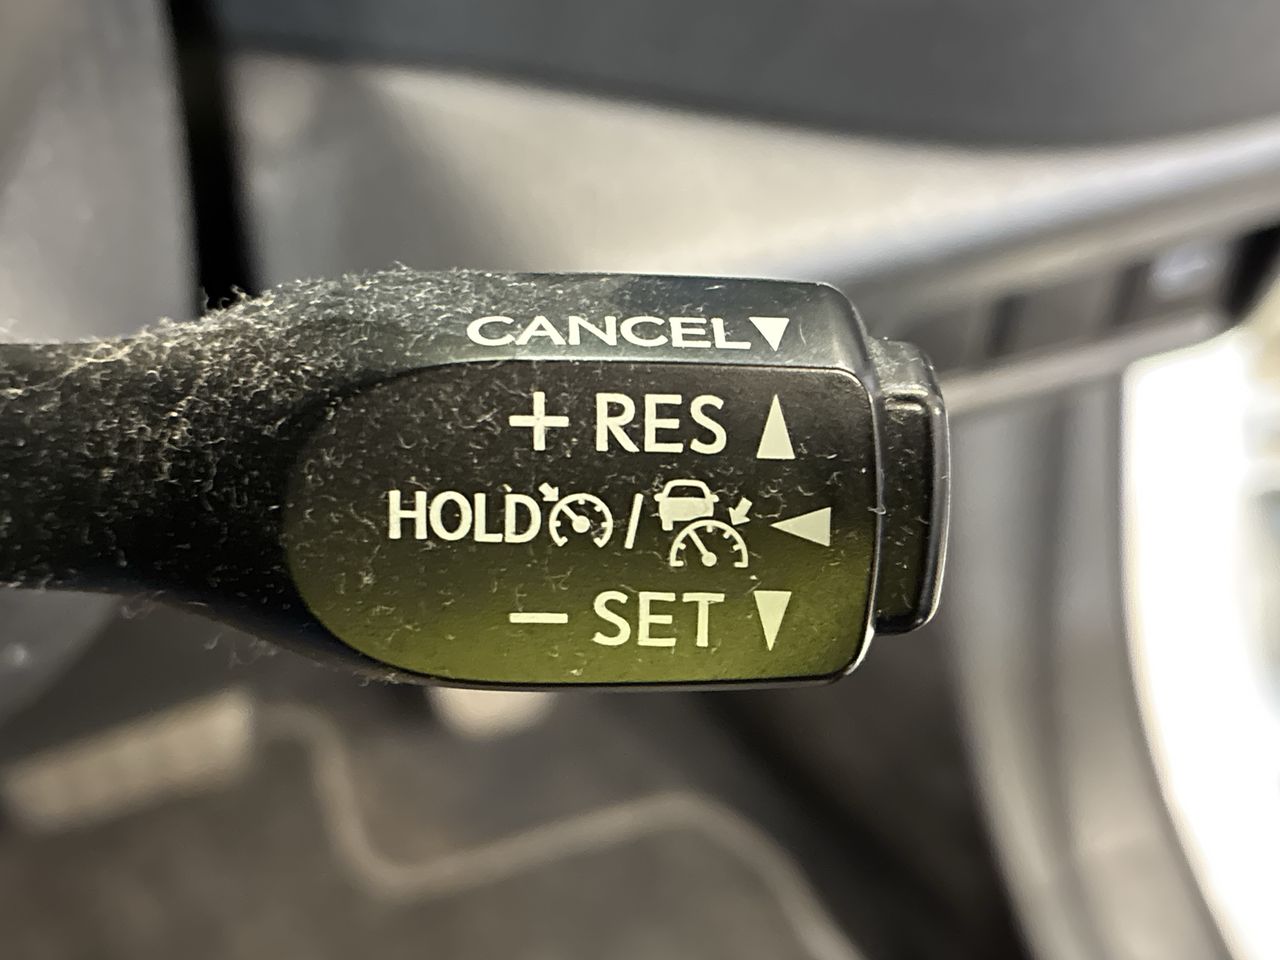 CANCEL▼
+ RES ▲
HOLD / ◀
− SET ▼